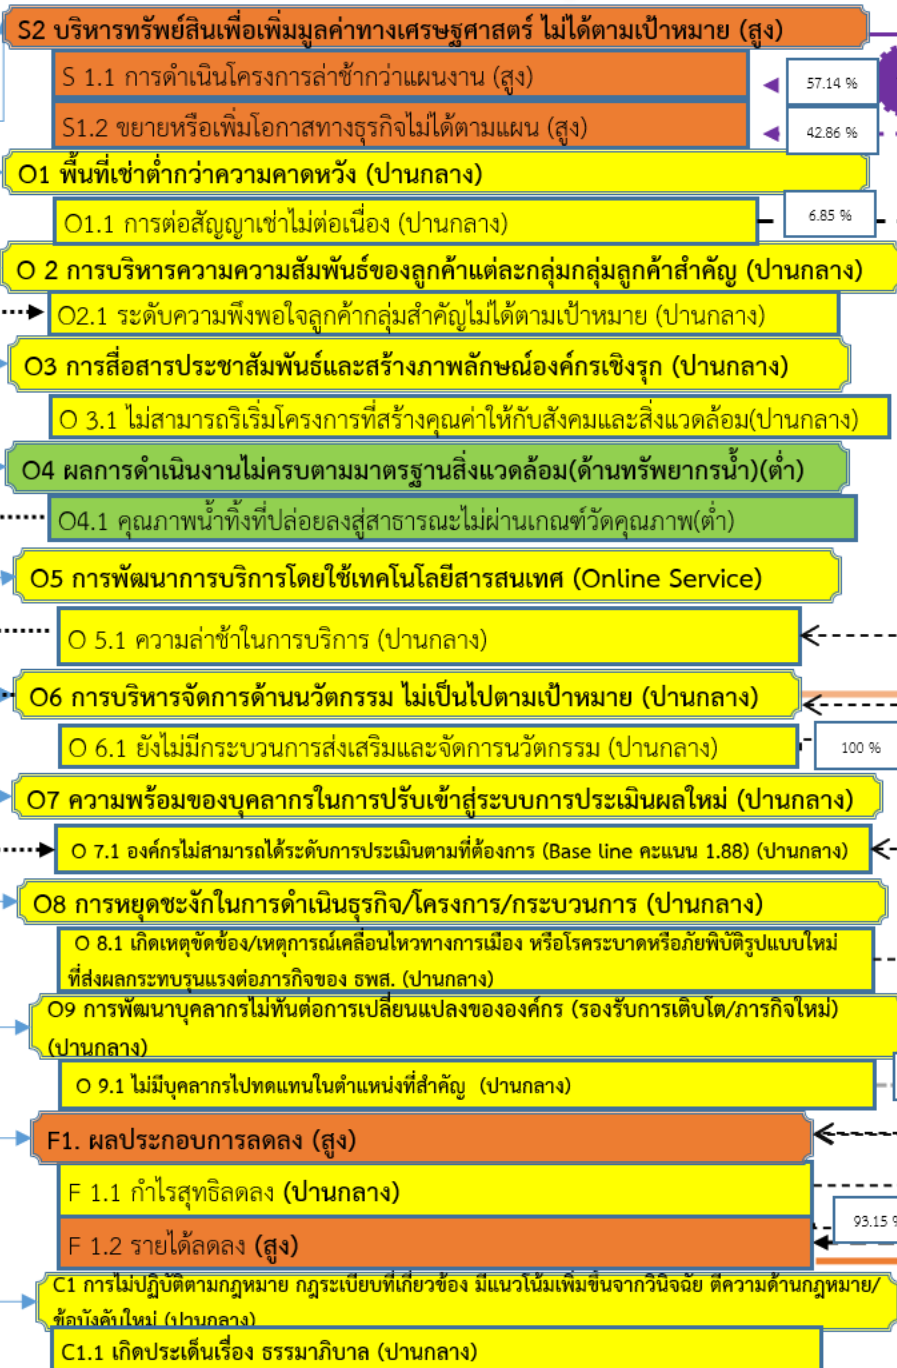 S2 บริหารทรัพย์สินเพื่อเพิ่มมูลค่าทางเศรษฐศาสตร์ ไม่ได้ตามเป้าหมาย (สูง)
S 1.1 การดำเนินโครงการล่าช้ากว่าแผนงาน (สูง)
57.14 %
S1.2 ขยายหรือเพิ่มโอกาสทางธุรกิจไม่ได้ตามแผน (สูง)
42.86 %
O1 พื้นที่เช่าต่ำกว่าความคาดหวัง (ปานกลาง)
O1.1 การต่อสัญญาเช่าไม่ต่อเนื่อง (ปานกลาง)
6.85 %
O 2 การบริหารความความสัมพันธ์ของลูกค้าแต่ละกลุ่มกลุ่มลูกค้าสำคัญ (ปานกลาง)
O2.1 ระดับความพึงพอใจลูกค้ากลุ่มสำคัญไม่ได้ตามเป้าหมาย (ปานกลาง)
O3 การสื่อสารประชาสัมพันธ์และสร้างภาพลักษณ์องค์กรเชิงรุก (ปานกลาง)
O 3.1 ไม่สามารถริเริ่มโครงการที่สร้างคุณค่าให้กับสังคมและสิ่งแวดล้อม(ปานกลาง)
O4 ผลการดำเนินงานไม่ครบตามมาตรฐานสิ่งแวดล้อม(ด้านทรัพยากรน้ำ)(ต่ำ)
O4.1 คุณภาพน้ำทิ้งที่ปล่อยลงสู่สาธารณะไม่ผ่านเกณฑ์วัดคุณภาพ(ต่ำ)
O5 การพัฒนาการบริการโดยใช้เทคโนโลยีสารสนเทศ (Online Service)
O 5.1 ความล่าช้าในการบริการ (ปานกลาง)
O6 การบริหารจัดการด้านนวัตกรรม ไม่เป็นไปตามเป้าหมาย (ปานกลาง)
O 6.1 ยังไม่มีกระบวนการส่งเสริมและจัดการนวัตกรรม (ปานกลาง)
100 %
O7 ความพร้อมของบุคลากรในการปรับเข้าสู่ระบบการประเมินผลใหม่ (ปานกลาง)
O 7.1 องค์กรไม่สามารถได้ระดับการประเมินตามที่ต้องการ (Base line คะแนน 1.88) (ปานกลาง)
O8 การหยุดชะงักในการดำเนินธุรกิจ/โครงการ/กระบวนการ (ปานกลาง)
O 8.1 เกิดเหตุขัดข้อง/เหตุการณ์เคลื่อนไหวทางการเมือง หรือโรคระบาดหรือภัยพิบัติรูปแบบใหม่
ที่ส่งผลกระทบรุนแรงต่อภารกิจของ ธพส. (ปานกลาง)
O9 การพัฒนาบุคลากรไม่ทันต่อการเปลี่ยนแปลงขององค์กร (รองรับการเติบโต/ภารกิจใหม่)
(ปานกลาง)
O 9.1 ไม่มีบุคลากรไปทดแทนในตำแหน่งที่สำคัญ (ปานกลาง)
F1. ผลประกอบการลดลง (สูง)
F 1.1 กำไรสุทธิลดลง (ปานกลาง)
93.15 %
F 1.2 รายได้ลดลง (สูง)
C1 การไม่ปฏิบัติตามกฎหมาย กฎระเบียบที่เกี่ยวข้อง มีแนวโน้มเพิ่มขึ้นจากวินิจฉัย ตีความด้านกฎหมาย/
ข้อบังคับใหม่ (ปานกลาง)
C1.1 เกิดประเด็นเรื่อง ธรรมาภิบาล (ปานกลาง)